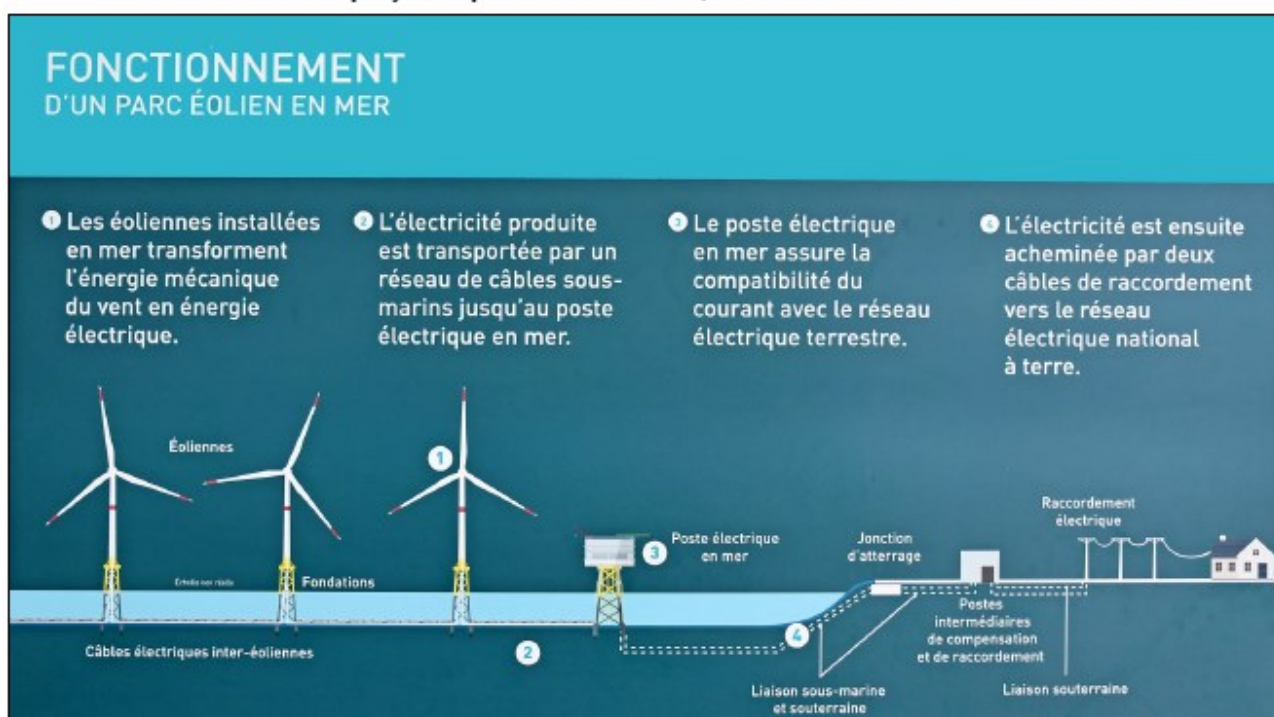 FONCTIONNEMENT
D'UN PARC ÉOLIEN EN MER
1 Les éoliennes installées
en mer transforment
l'énergie mécanique
du vent en énergie
électrique.
2 L'électricité produite
est transportée par un
réseau de câbles sous-
marins jusqu'au poste
électrique en mer.
3 Le poste électrique
en mer assure la
compatibilité du
courant avec le réseau
électrique terrestre.
4 L'électricité est ensuite
acheminée par deux
câbles de raccordement
vers le réseau
électrique national
à terre.
Éoliennes
1
Raccordement
électrique
3
Poste électrique
en mer
Jonction
d'atterrage
Fondations
Câbles électriques inter-éoliennes
2
4
Postes
intermédiaires
de compensation
et de raccordement
Liaison sous-marine
et souterraine
Liaison souterraine